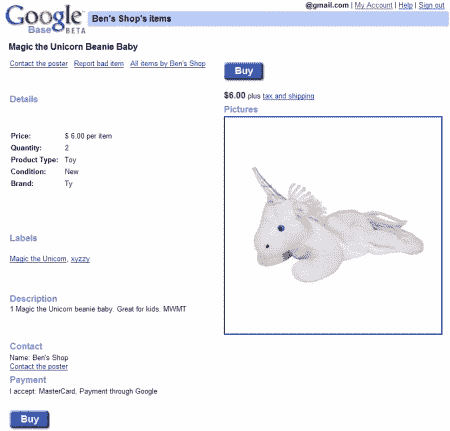 @gmail.com | My Account | Help | Sign out
Google
Base BETA
Ben's Shop's items
Magic the Unicorn Beanie Baby
Contact the poster Report bad item All items by Ben's Shop
Buy
$6.00 plus tax and shipping
Details
Pictures
Price: $ 6.00 per item
Quantity: 2
Product Type: Toy
Condition: New
Brand: Ty
Labels
Magic the Unicorn, xyzzy
Description
1 Magic the Unicorn beanie baby. Great for kids. MWMT
Contact
Name: Ben's Shop
Contact the poster
Payment
I accept: MasterCard, Payment through Google
Buy